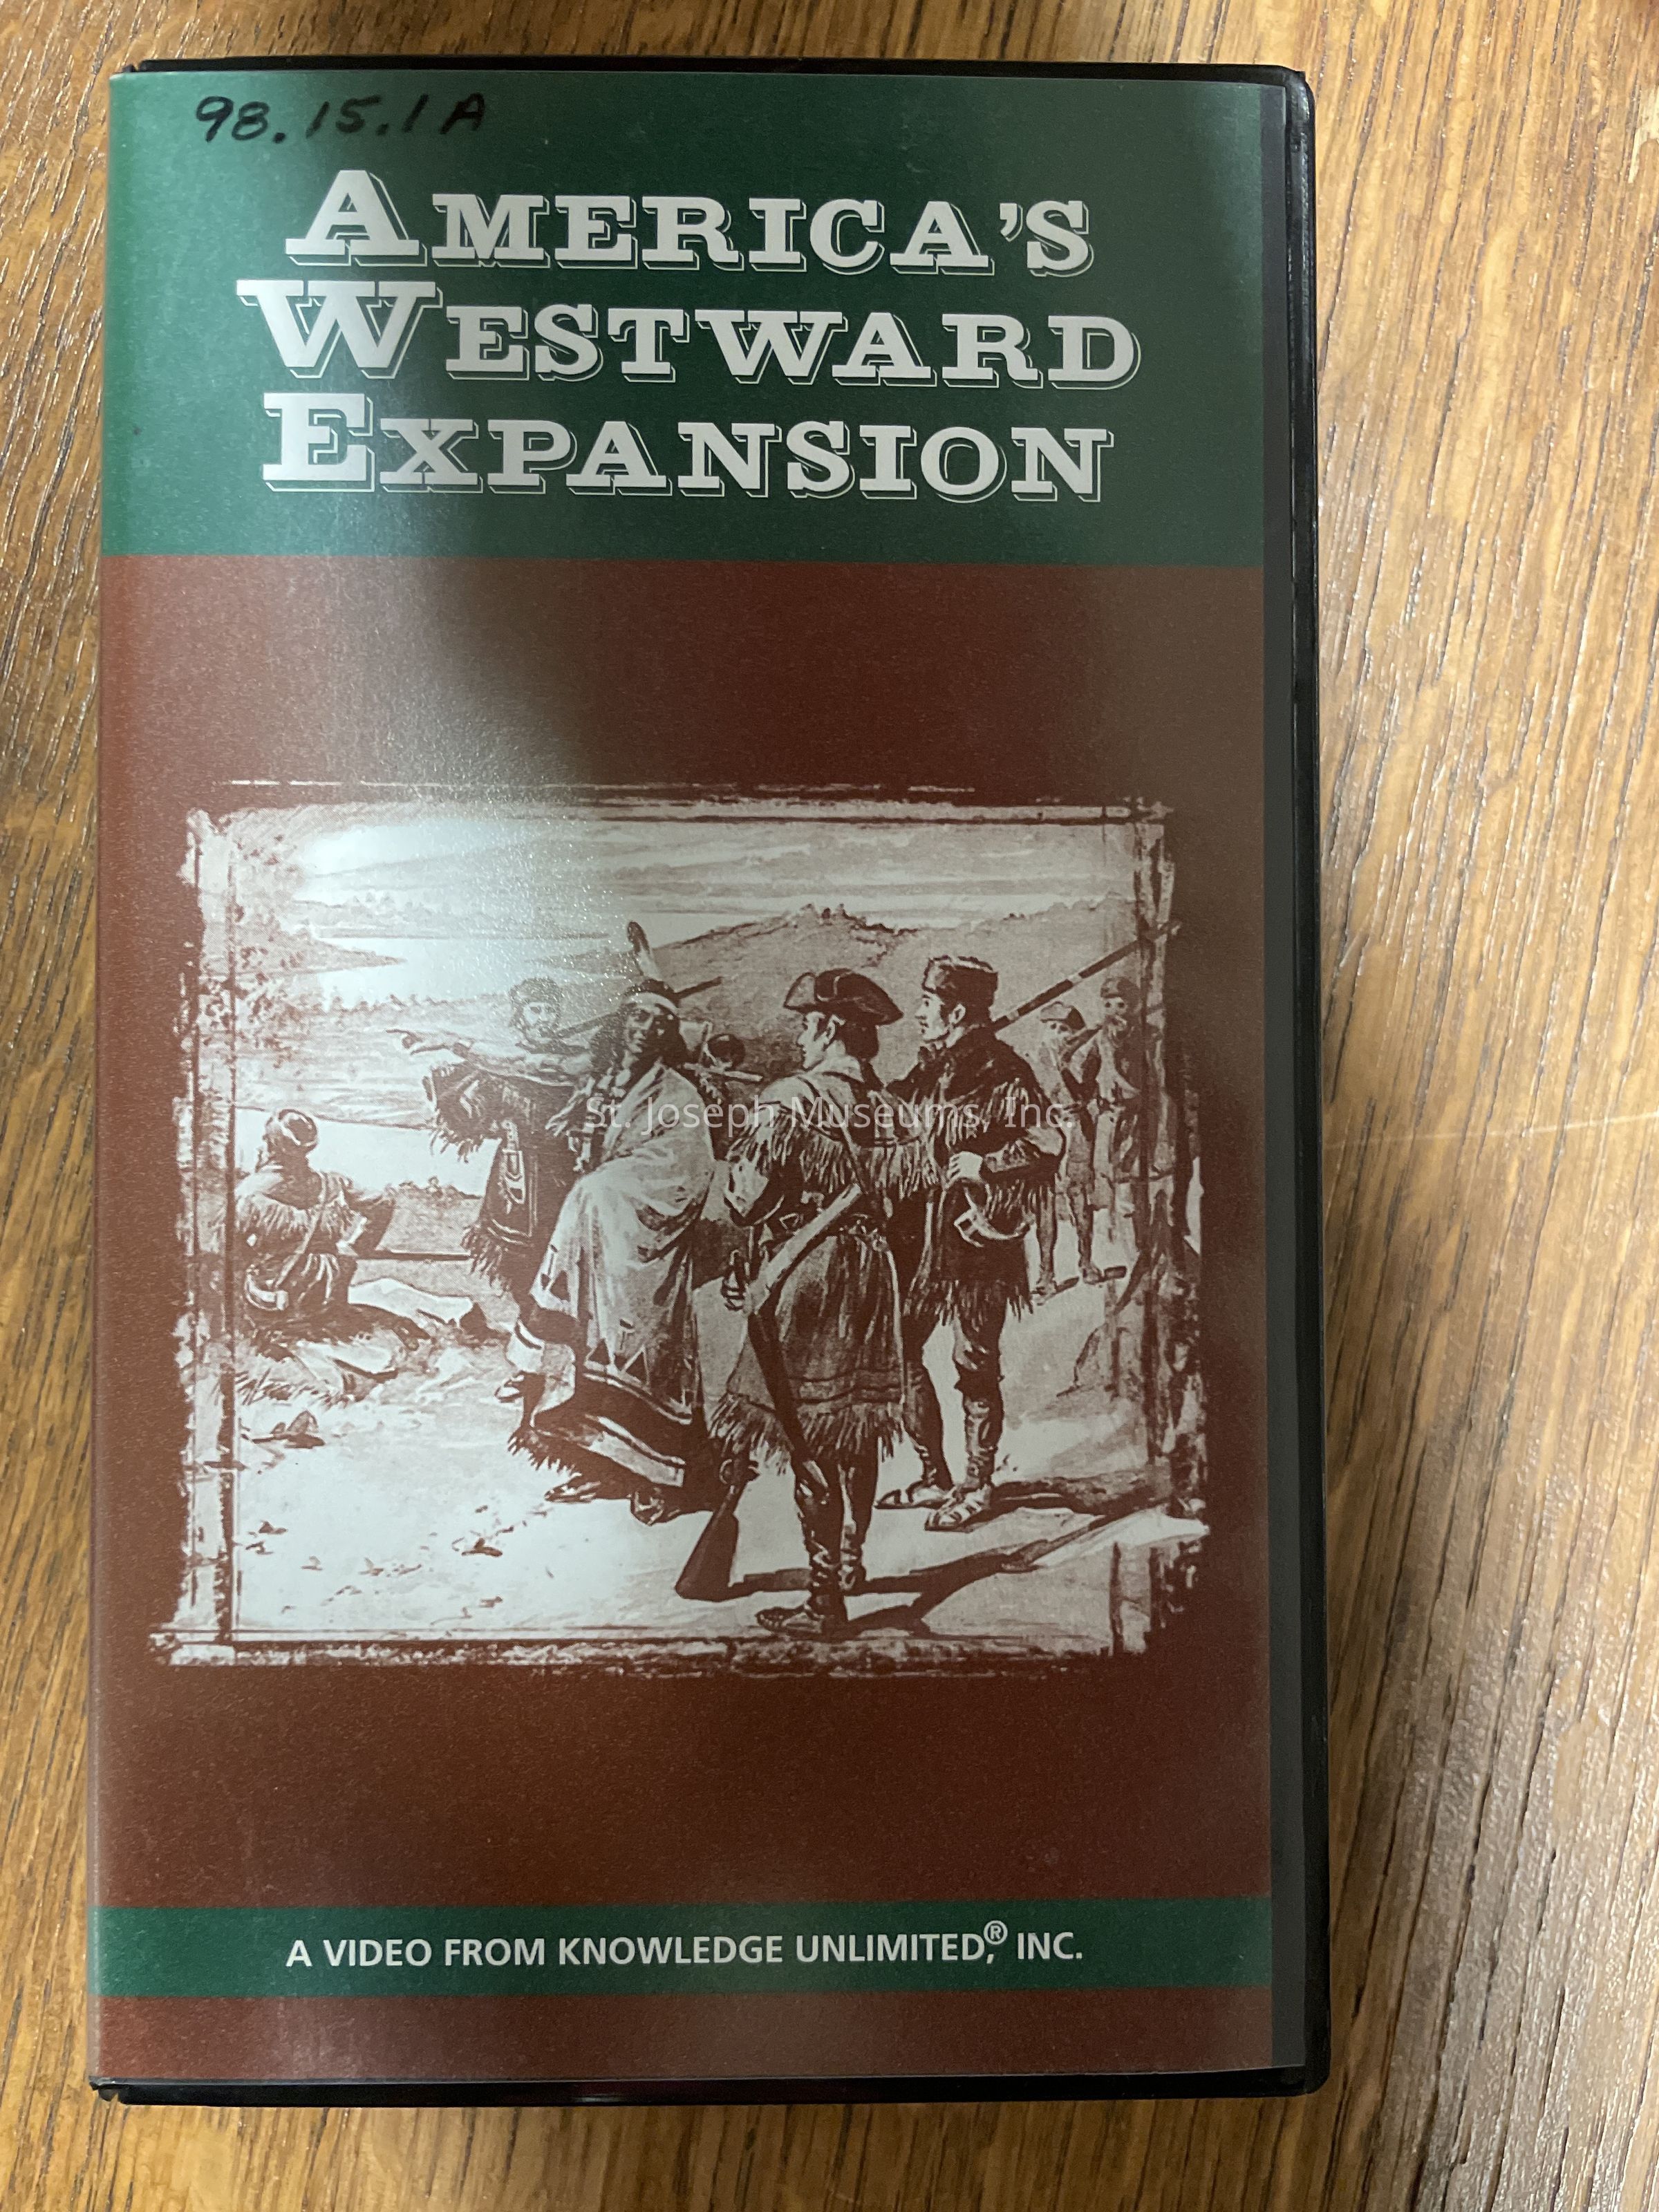 98.15.1A
AMERICA'S
WESTWARD
EXPANSION
St. Joseph Museums, Inc.
A VIDEO FROM KNOWLEDGE UNLIMITED,® INC.